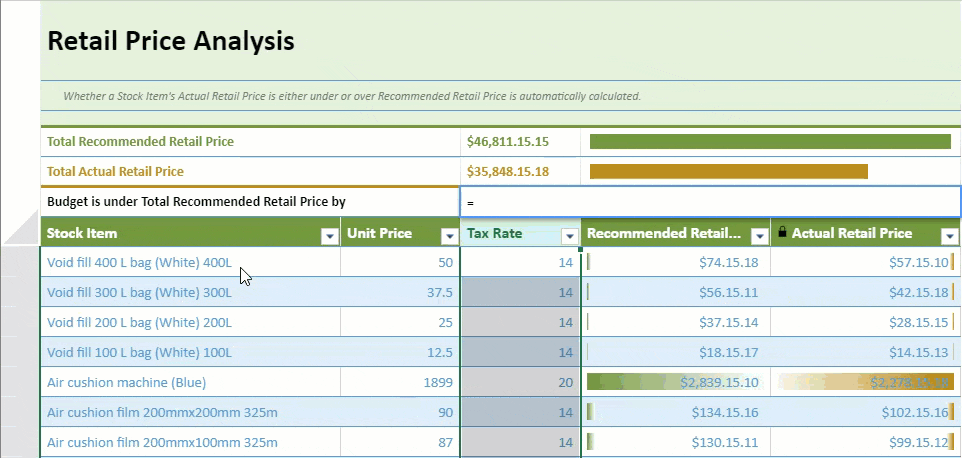 Retail Price Analysis
Whether a Stock Item's Actual Retail Price is either under or over Recommended Retail Price is automatically calculated.
Total Recommended Retail Price $46,811.15.15
Total Actual Retail Price $35,848.15.18
Budget is under Total Recommended Retail Price by =
Stock Item Unit Price Tax Rate Recommended Retail... Actual Retail Price
Void fill 400 L bag (White) 400L 50 14 $74.15.18 $57.15.10
Void fill 300 L bag (White) 300L 37.5 14 $56.15.11 $42.15.18
Void fill 200 L bag (White) 200L 25 14 $37.15.14 $28.15.15
Void fill 100 L bag (White) 100L 12.5 14 $18.15.17 $14.15.13
Air cushion machine (Blue) 1899 20 $2,839.15.10
Air cushion film 200mmx200mm 325m 90 14 $134.15.16 $102.15.16
Air cushion film 200mmx100mm 325m 87 14 $130.15.11 $99.15.12